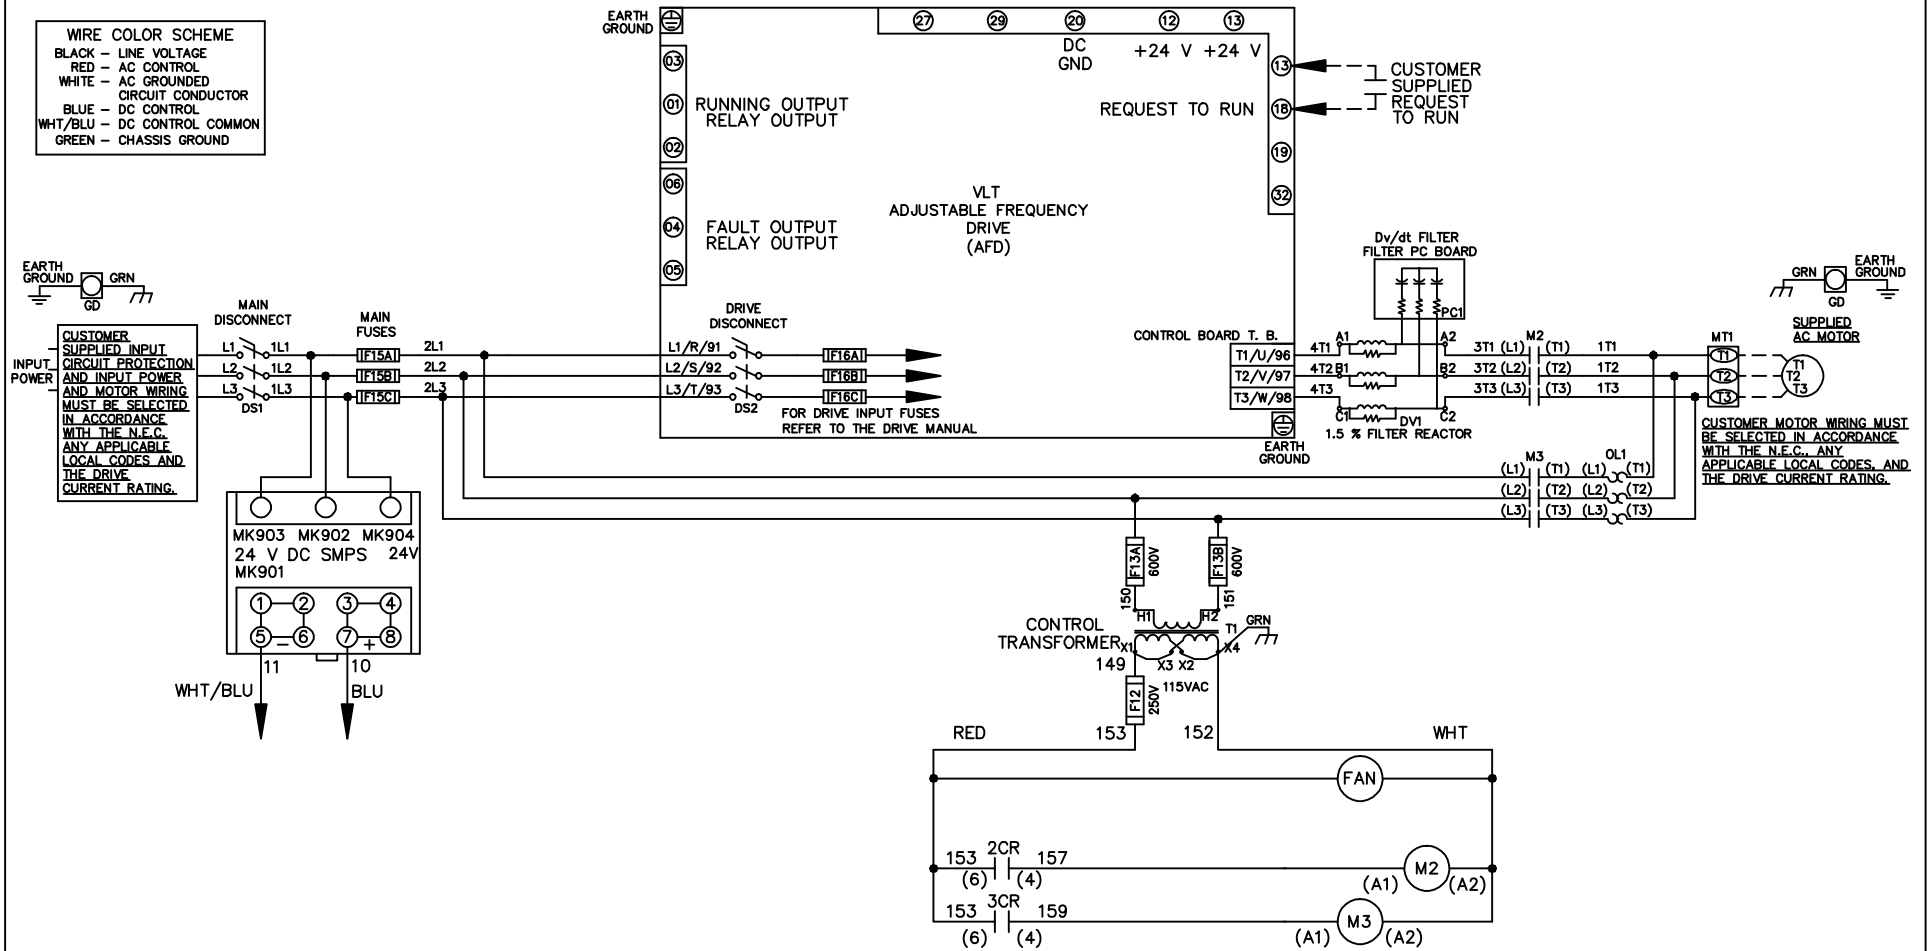 WIRE COLOR SCHEME
BLACK – LINE VOLTAGE
RED – AC CONTROL
WHITE – AC GROUNDED
CIRCUIT CONDUCTOR
BLUE – DC CONTROL
WHT/BLU – DC CONTROL COMMON
GREEN – CHASSIS GROUND
EARTH
GROUND
27
29
20
12
13
DC
GND
+24 V
+24 V
03
01
02
RUNNING OUTPUT
RELAY OUTPUT
06
04
05
FAULT OUTPUT
RELAY OUTPUT
VLT
ADJUSTABLE FREQUENCY
DRIVE
(AFD)
REQUEST TO RUN
13
18
19
32
CUSTOMER
SUPPLIED
REQUEST
TO RUN
EARTH
GROUND
GRN
GD
INPUT
POWER
CUSTOMER
SUPPLIED INPUT
CIRCUIT PROTECTION
AND INPUT POWER
AND MOTOR WIRING
MUST BE SELECTED
IN ACCORDANCE
WITH THE N.E.C.
ANY APPLICABLE
LOCAL CODES AND
THE DRIVE
CURRENT RATING.
MAIN
DISCONNECT
L1
1L1
L2
1L2
L3
1L3
DS1
MAIN
FUSES
F15A
F15B
F15C
2L1
2L2
2L3
DRIVE
DISCONNECT
L1/R/91
L2/S/92
L3/T/93
DS2
F16A
F16B
F16C
FOR DRIVE INPUT FUSES
REFER TO THE DRIVE MANUAL
CONTROL BOARD T. B.
T1/U/96
T2/V/97
T3/W/98
EARTH
GROUND
4T1
4T2
4T3
Dv/dt FILTER
FILTER PC BOARD
PC1
A1
A2
B1
B2
C1
C2
DV1
1.5 % FILTER REACTOR
M2
3T1 (L1) (T1) 1T1
3T2 (L2) (T2) 1T2
3T3 (L3) (T3) 1T3
MT1
T1
T2
T3
GRN
GD
EARTH
GROUND
SUPPLIED
AC MOTOR
T1
T2
T3
CUSTOMER MOTOR WIRING MUST
BE SELECTED IN ACCORDANCE
WITH THE N.E.C., ANY
APPLICABLE LOCAL CODES, AND
THE DRIVE CURRENT RATING.
M3
OL1
(L1) (T1) (L1) (T1)
(L2) (T2) (L2) (T2)
(L3) (T3) (L3) (T3)
MK903 MK902 MK904
24 V DC SMPS 24V
MK901
1 2 3 4
5 – 6 7 + 8
11
10
WHT/BLU
BLU
F13A
600V
F13B
600V
150
151
H1
H2
CONTROL
TRANSFORMER
T1
GRN
X1
X3 X2
X4
149
115VAC
F12
250V
153
152
RED
WHT
FAN
153 2CR 157
(6) (4)
M2
(A1) (A2)
153 3CR 159
(6) (4)
M3
(A1) (A2)